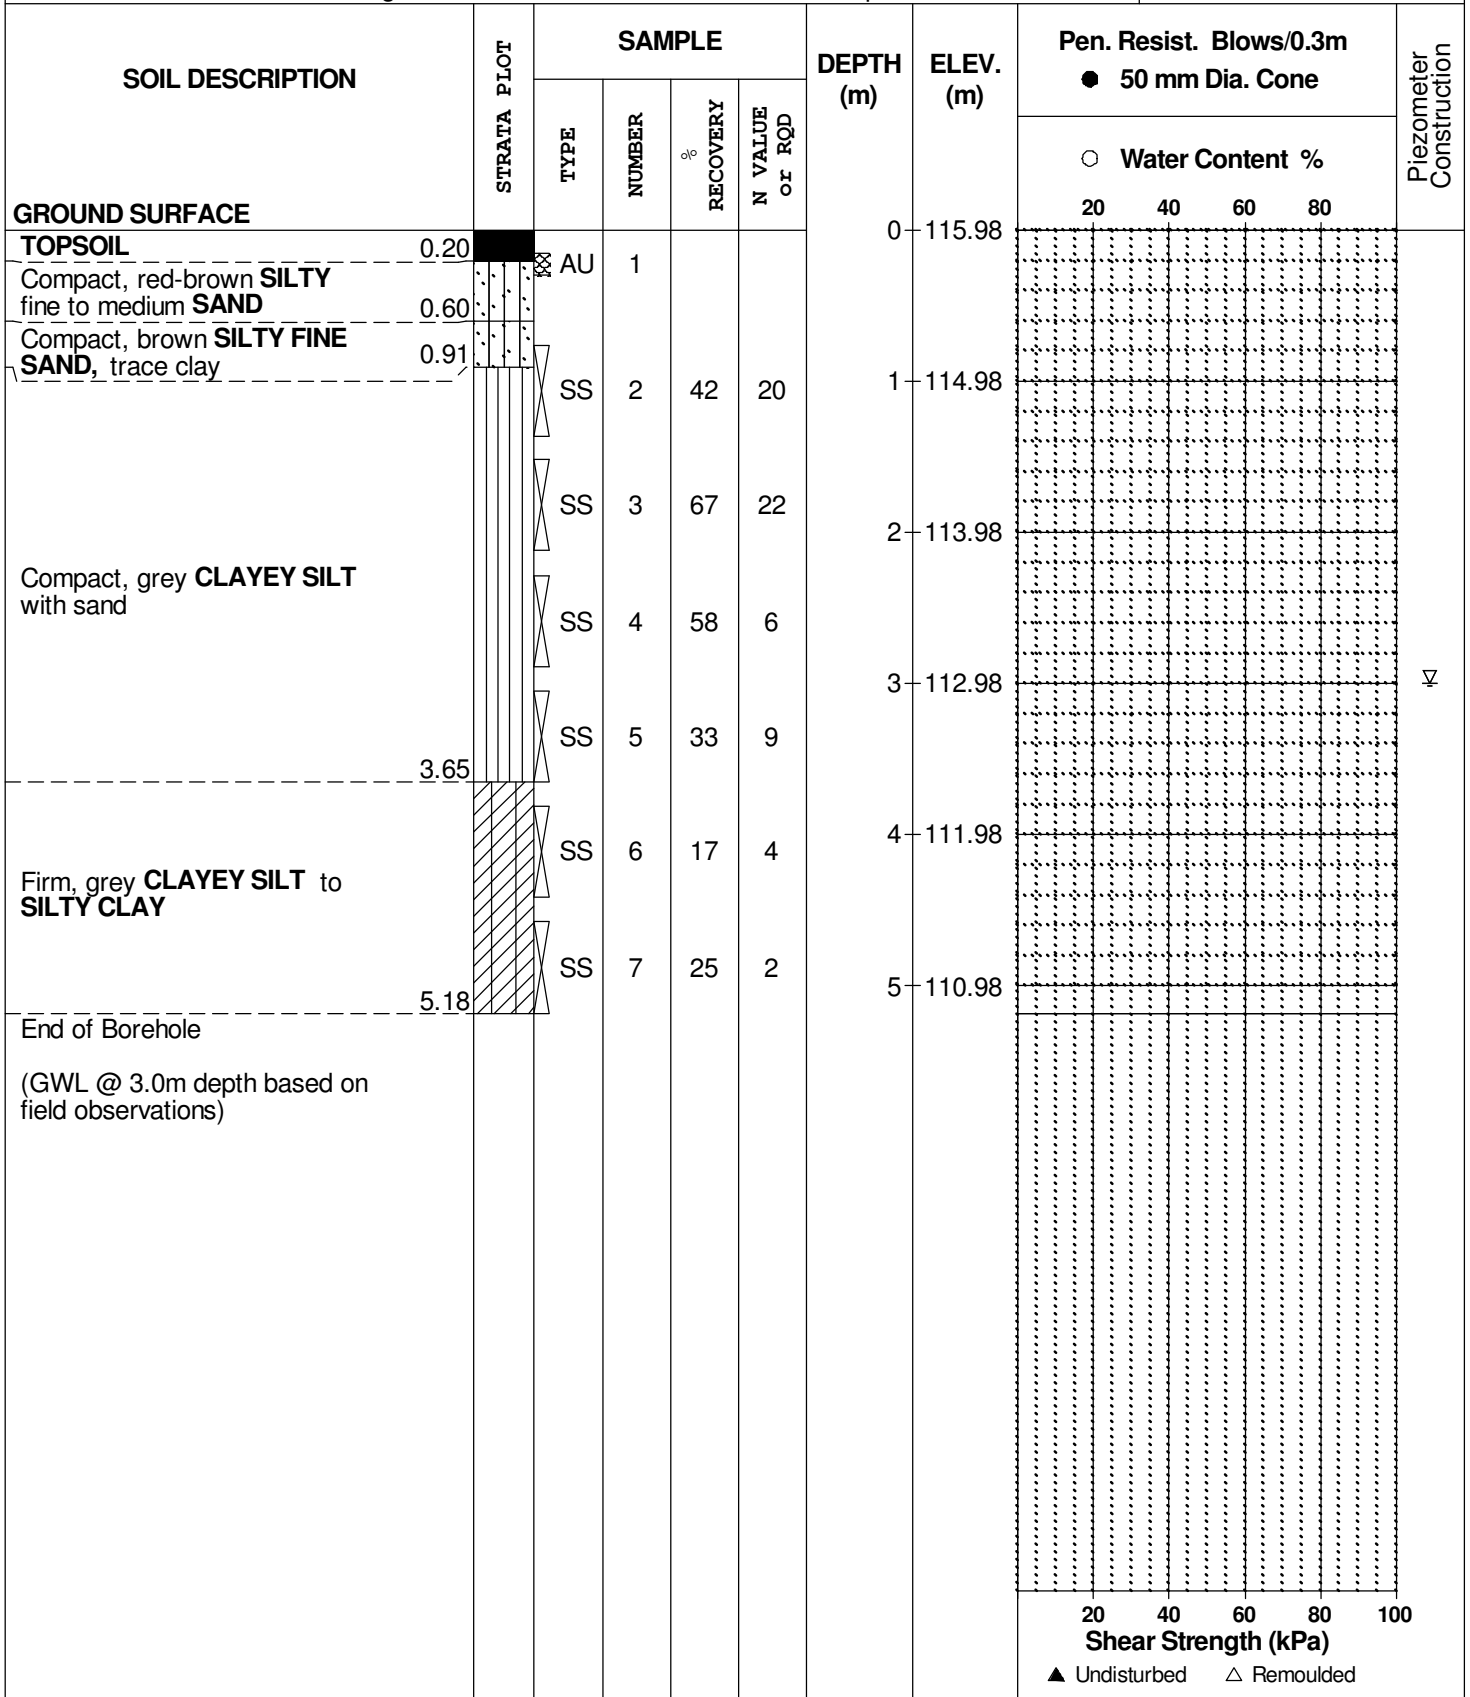 SOIL DESCRIPTION
STRATA PLOT
SAMPLE
TYPE
NUMBER
%
RECOVERY
N VALUE
or RQD
DEPTH
(m)
ELEV.
(m)
Pen. Resist. Blows/0.3m
● 50 mm Dia. Cone
○ Water Content %
Piezometer
Construction
20 40 60 80
GROUND SURFACE
0 115.98
TOPSOIL 0.20
AU 1
Compact, red-brown SILTY
fine to medium SAND 0.60
Compact, brown SILTY FINE
SAND, trace clay 0.91
SS 2 42 20
1 114.98
SS 3 67 22
2 113.98
Compact, grey CLAYEY SILT
with sand
SS 4 58 6
3 112.98
SS 5 33 9
3.65
4 111.98
SS 6 17 4
Firm, grey CLAYEY SILT to
SILTY CLAY
SS 7 25 2
5 110.98
5.18
End of Borehole
(GWL @ 3.0m depth based on
field observations)
20 40 60 80 100
Shear Strength (kPa)
▲ Undisturbed △ Remoulded